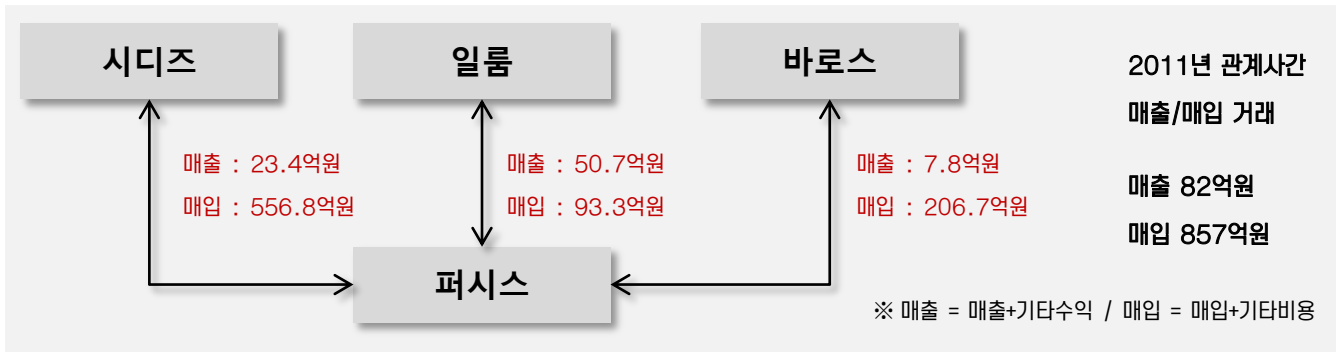 시디즈
일룸
바로스
2011년 관계사간
매출/매입 거래
매출 : 23.4억원
매입 : 556.8억원
매출 : 50.7억원
매입 : 93.3억원
매출 : 7.8억원
매입 : 206.7억원
매출 82억원
매입 857억원
퍼시스
※ 매출 = 매출+기타수익 / 매입 = 매입+기타비용